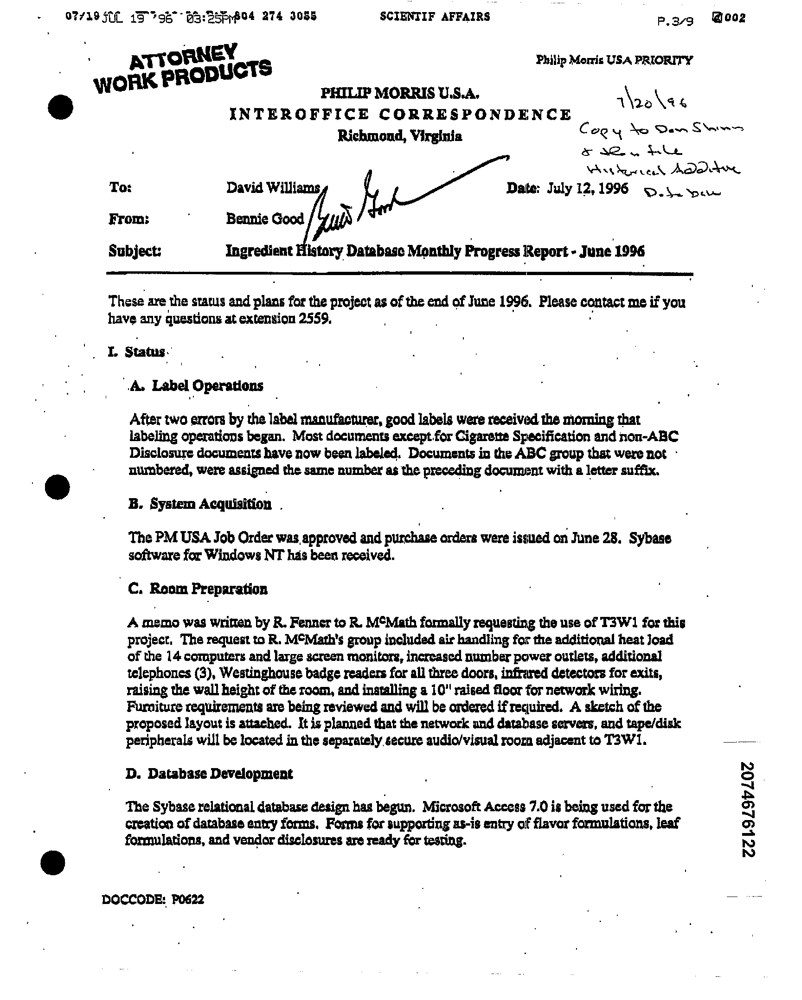 07/19 JUL 19 '96 03:25PM 804 274 3055 SCIENTIF AFFAIRS P.3/9 002
ATTORNEY
WORK PRODUCTS
Philip Morris USA PRIORITY
PHILIP MORRIS U.S.A.
INTEROFFICE CORRESPONDENCE
Richmond, Virginia
7/20/96
Copy to Don
file
Historical Additive
To: David Williams Date: July 12, 1996
From: Bennie Good
Subject: Ingredient History Database Monthly Progress Report - June 1996
These are the status and plans for the project as of the end of June 1996. Please contact me if you
have any questions at extension 2559.
I. Status
A. Label Operations
After two errors by the label manufacturer, good labels were received the morning that
labeling operations began. Most documents except for Cigarette Specification and non-ABC
Disclosure documents have now been labeled. Documents in the ABC group that were not
numbered, were assigned the same number as the preceding document with a letter suffix.
B. System Acquisition
The PM USA Job Order was approved and purchase orders were issued on June 28. Sybase
software for Windows NT has been received.
C. Room Preparation
A memo was written by R. Fenner to R. McMath formally requesting the use of T3W1 for this
project. The request to R. McMath's group included air handling for the additional heat load
of the 14 computers and large screen monitors, increased number power outlets, additional
telephones (3), Westinghouse badge readers for all three doors, infrared detectors for exits,
raising the wall height of the room, and installing a 10" raised floor for network wiring.
Furniture requirements are being reviewed and will be ordered if required. A sketch of the
proposed layout is attached. It is planned that the network and database servers, and tape/disk
peripherals will be located in the separately secure audio/visual room adjacent to T3W1.
D. Database Development
The Sybase relational database design has begun. Microsoft Access 7.0 is being used for the
creation of database entry forms. Forms for supporting as-is entry of flavor formulations, leaf
formulations, and vendor disclosures are ready for testing.
2074676122
DOCCODE: P0622